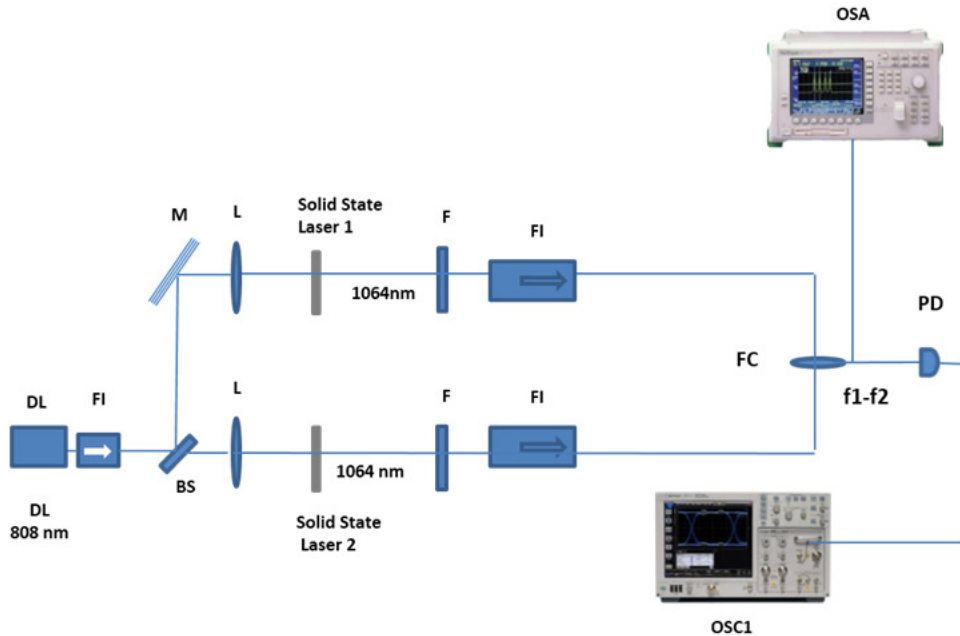 OSA
M
L
Solid State
Laser 1
F
FI
1064nm
PD
FC
f1-f2
DL
FI
L
F
FI
BS
1064 nm
DL
808 nm
Solid State
Laser 2
OSC1